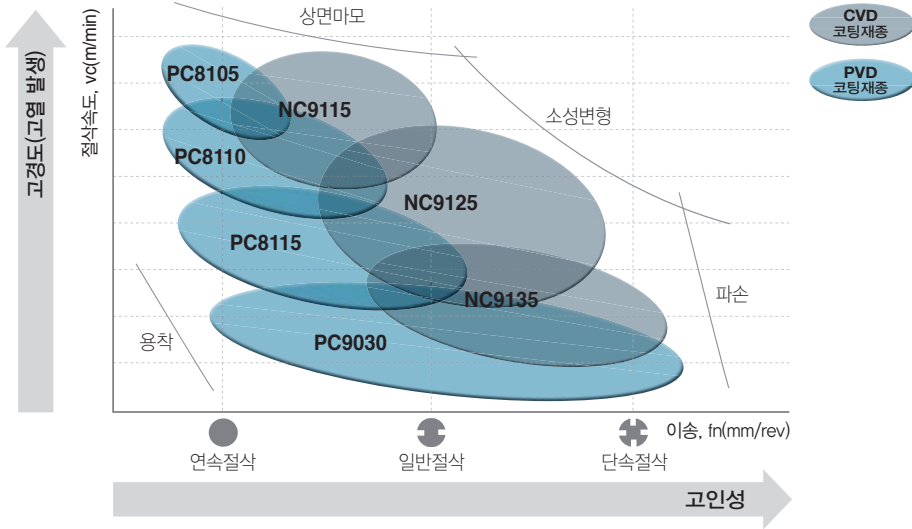 상면마모
CVD
코팅재종
PVD
코팅재종
고경도(고열 발생)
절삭속도, vc(m/min)
PC8105
NC9115
소성변형
PC8110
NC9125
PC8115
NC9135
파손
용착
PC9030
이송, fn(mm/rev)
연속절삭
일반절삭
단속절삭
고인성